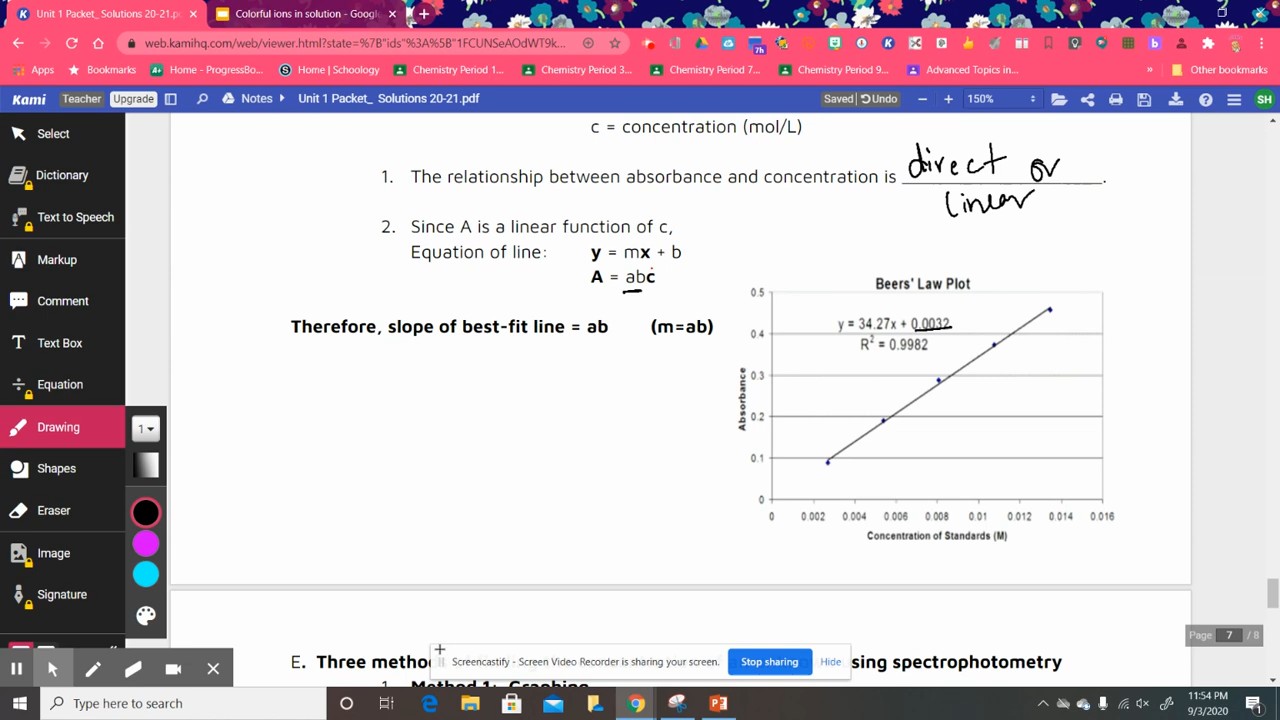 Unit 1 Packet_ Solutions 20-21.p
Colorful ions in solution - Google
web.kamihq.com/web/viewer.html?state=%7B"ids"%3A%5B"1FCUNSeAOdWT9k...
7h
Apps
Bookmarks
Home - ProgressBo...
Home | Schoology
Chemistry Period 1...
Chemistry Period 3...
Chemistry Period 7...
Chemistry Period 9...
Advanced Topics in...
Other bookmarks
Kami
Teacher
Upgrade
Notes
Unit 1 Packet_ Solutions 20-21.pdf
Saved
Undo
150%
SH
Select
Dictionary
Text to Speech
Markup
Comment
Text Box
Equation
Drawing
Shapes
Eraser
Image
Signature
1
c = concentration (mol/L)
1. The relationship between absorbance and concentration is direct or linear.
2. Since A is a linear function of c,
Equation of line: y = mx + b
A = abc
Therefore, slope of best-fit line = ab (m=ab)
Beers' Law Plot
y = 34.27x + 0.0032
R² = 0.9982
Absorbance
0.5
0.4
0.3
0.2
0.1
0
0 0.002 0.004 0.006 0.008 0.01 0.012 0.014 0.016
Concentration of Standards (M)
Page 7 / 8
E. Three metho
sing spectrophotometry
1. Method 1: Graphing
Screencastify - Screen Video Recorder is sharing your screen.
Stop sharing
Hide
Type here to search
11:54 PM
9/3/2020